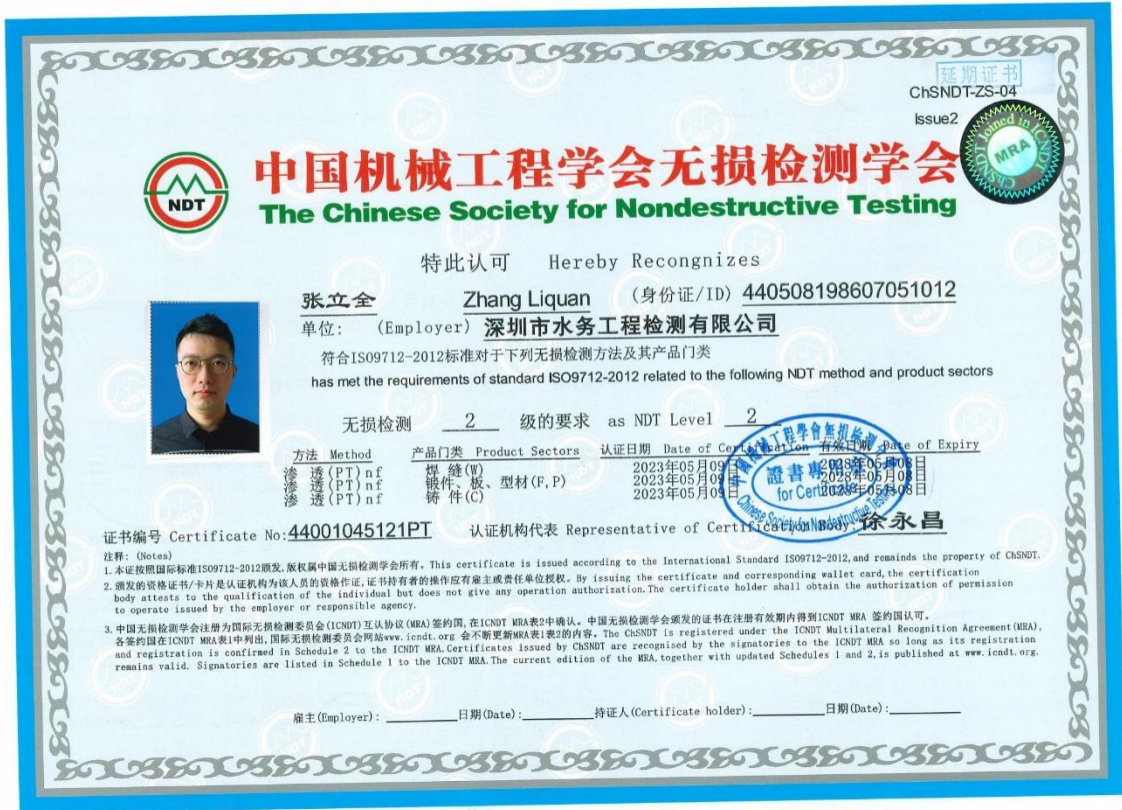 延期证书
ChSNDT-ZS-04
Issue2
ChSNDT Joined in ICNDT
MRA
NDT
中国机械工程学会无损检测学会
The Chinese Society for Nondestructive Testing
特此认可 Hereby Recongnizes
张立全 Zhang Liquan (身份证/ID) 440508198607051012
单位: (Employer) 深圳市水务工程检测有限公司
符合ISO9712-2012标准对于下列无损检测方法及其产品门类
has met the requirements of standard ISO9712-2012 related to the following NDT method and product sectors
无损检测 2 级的要求 as NDT Level 2
方法 Method 产品门类 Product Sectors 认证日期 Date of Certification 有效日期 Date of Expiry
渗 透(PT)nf 焊 缝(W) 2023年05月09日 2028年05月08日
渗 透(PT)nf 锻件、板、型材(F,P) 2023年05月09日 2028年05月08日
渗 透(PT)nf 铸 件(C) 2023年05月09日 2028年05月08日
證書專用章
for Certificate
Chinese Society for Nondestructive Testing
证书编号 Certificate No:44001045121PT 认证机构代表 Representative of Certification Body: 徐永昌
注释: (Notes)
1. 本证按照国际标准ISO9712-2012颁发, 版权属中国无损检测学会所有。This certificate is issued according to the International Standard ISO9712-2012, and remainds the property of ChSNDT.
2. 颁发的资格证书/卡片是认证机构为该人员的资格作证, 证书持有者的操作应有雇主或责任单位授权。By issuing the certificate and corresponding wallet card, the certification
body attests to the qualification of the individual but does not give any operation authorization. The certificate holder shall obtain the authorization of permission
to operate issued by the employer or responsible agency.
3. 中国无损检测学会注册为国际无损检测委员会(ICNDT)互认协议(MRA)签约国, 在ICNDT MRA表2中确认。中国无损检测学会颁发的证书在注册有效期内得到ICNDT MRA 签约国认可。
各签约国在ICNDT MRA表1中列出, 国际无损检测委员会网站www.icndt.org 会不断更新MRA表1表2的内容。The ChSNDT is registered under the ICNDT Multilateral Recognition Agreement(MRA),
and registration is confirmed in Schedule 2 to the ICNDT MRA. Certificates issued by ChSNDT are recognised by the signatories to the ICNDT MRA so long as its registration
remains valid. Signatories are listed in Schedule 1 to the ICNDT MRA. The current edition of the MRA, together with updated Schedules 1 and 2, is published at www.icndt.org.
雇主(Employer): 日期(Date): 持证人(Certificate holder): 日期(Date):